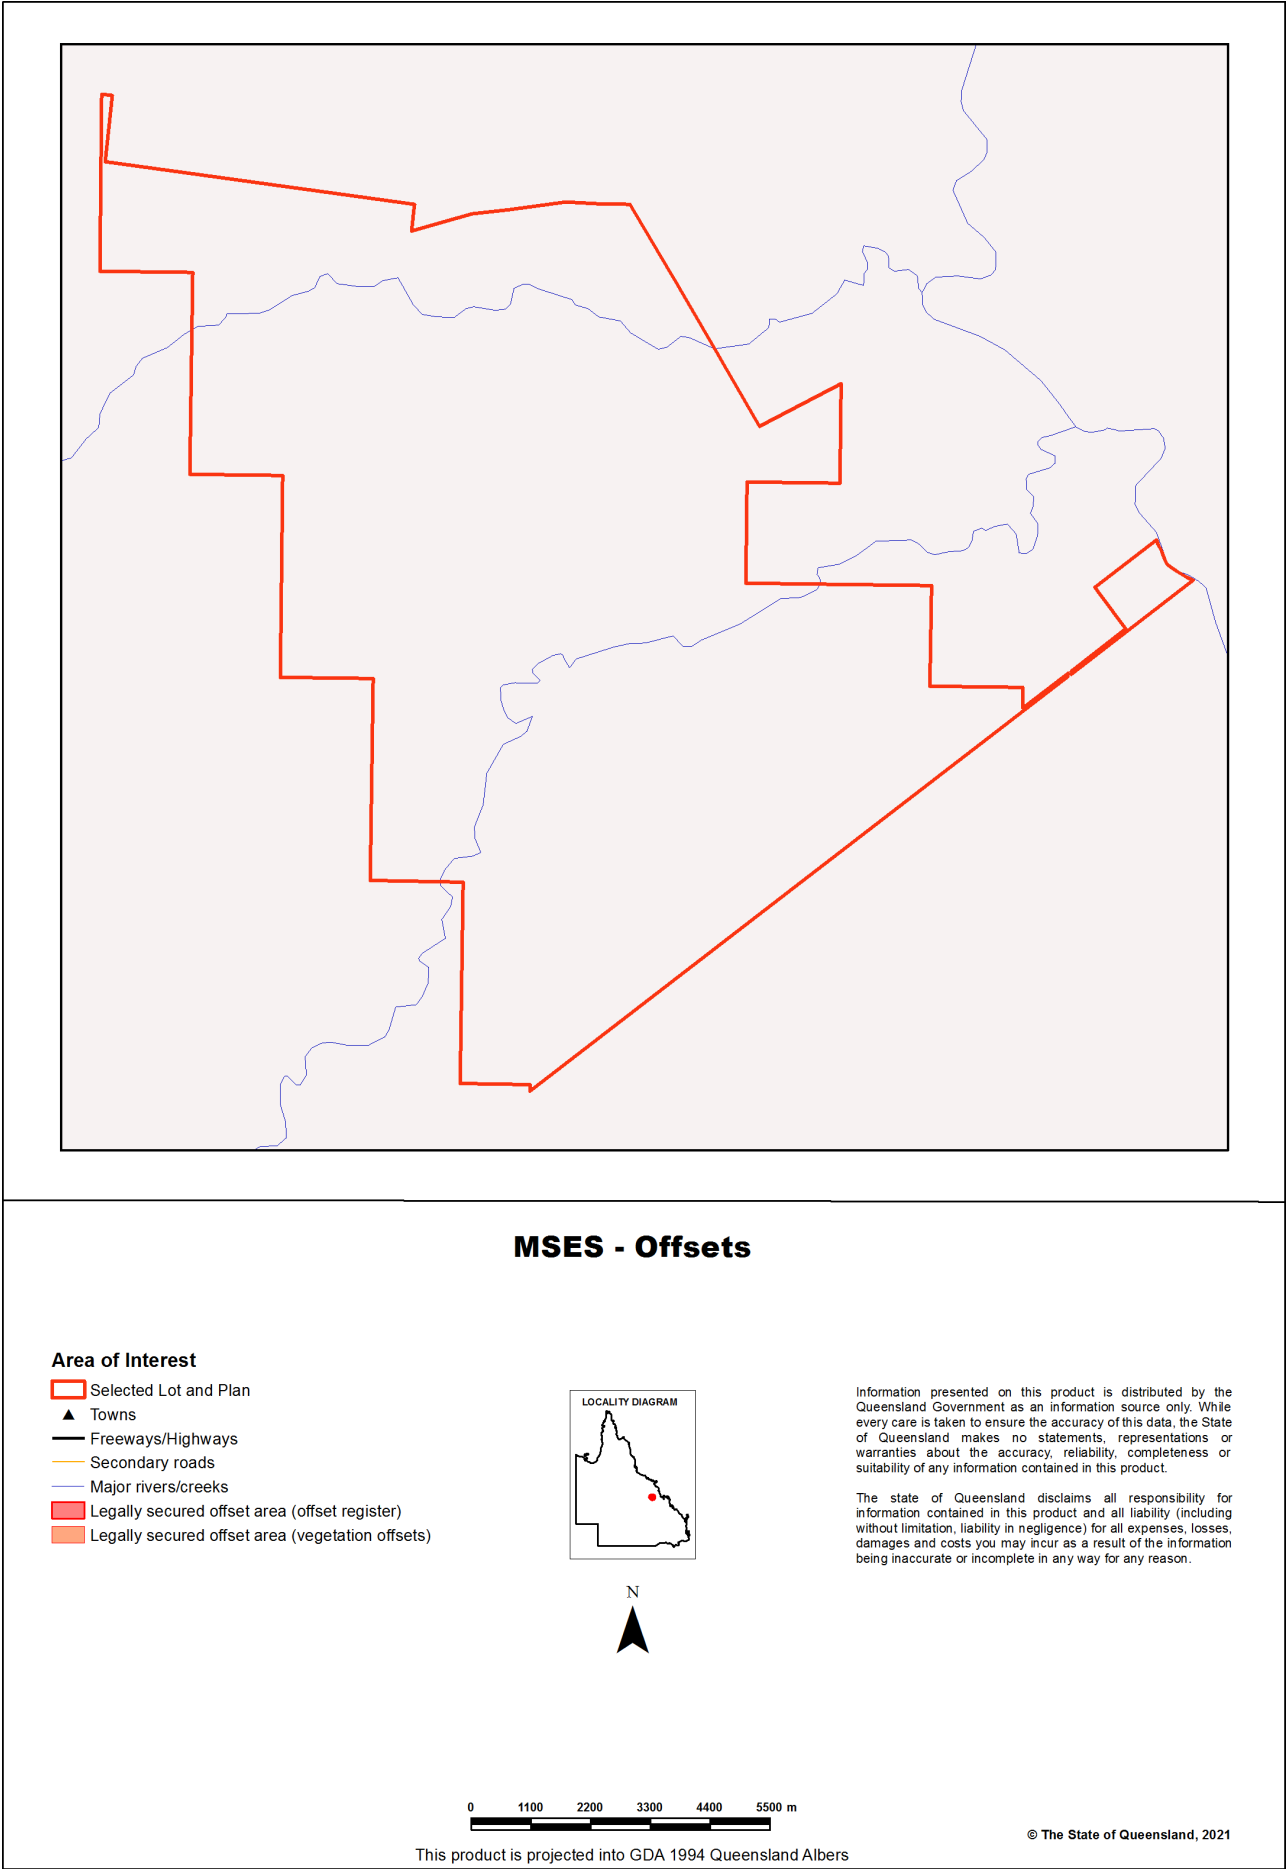 MSES - Offsets
Area of Interest
Selected Lot and Plan
Towns
Freeways/Highways
Secondary roads
Major rivers/creeks
Legally secured offset area (offset register)
Legally secured offset area (vegetation offsets)
LOCALITY DIAGRAM
N
Information presented on this product is distributed by the
Queensland Government as an information source only. While
every care is taken to ensure the accuracy of this data, the State
of Queensland makes no statements, representations or
warranties about the accuracy, reliability, completeness or
suitability of any information contained in this product.
The state of Queensland disclaims all responsibility for
information contained in this product and all liability (including
without limitation, liability in negligence) for all expenses, losses,
damages and costs you may incur as a result of the information
being inaccurate or incomplete in any way for any reason.
0 1100 2200 3300 4400 5500 m
This product is projected into GDA 1994 Queensland Albers
© The State of Queensland, 2021